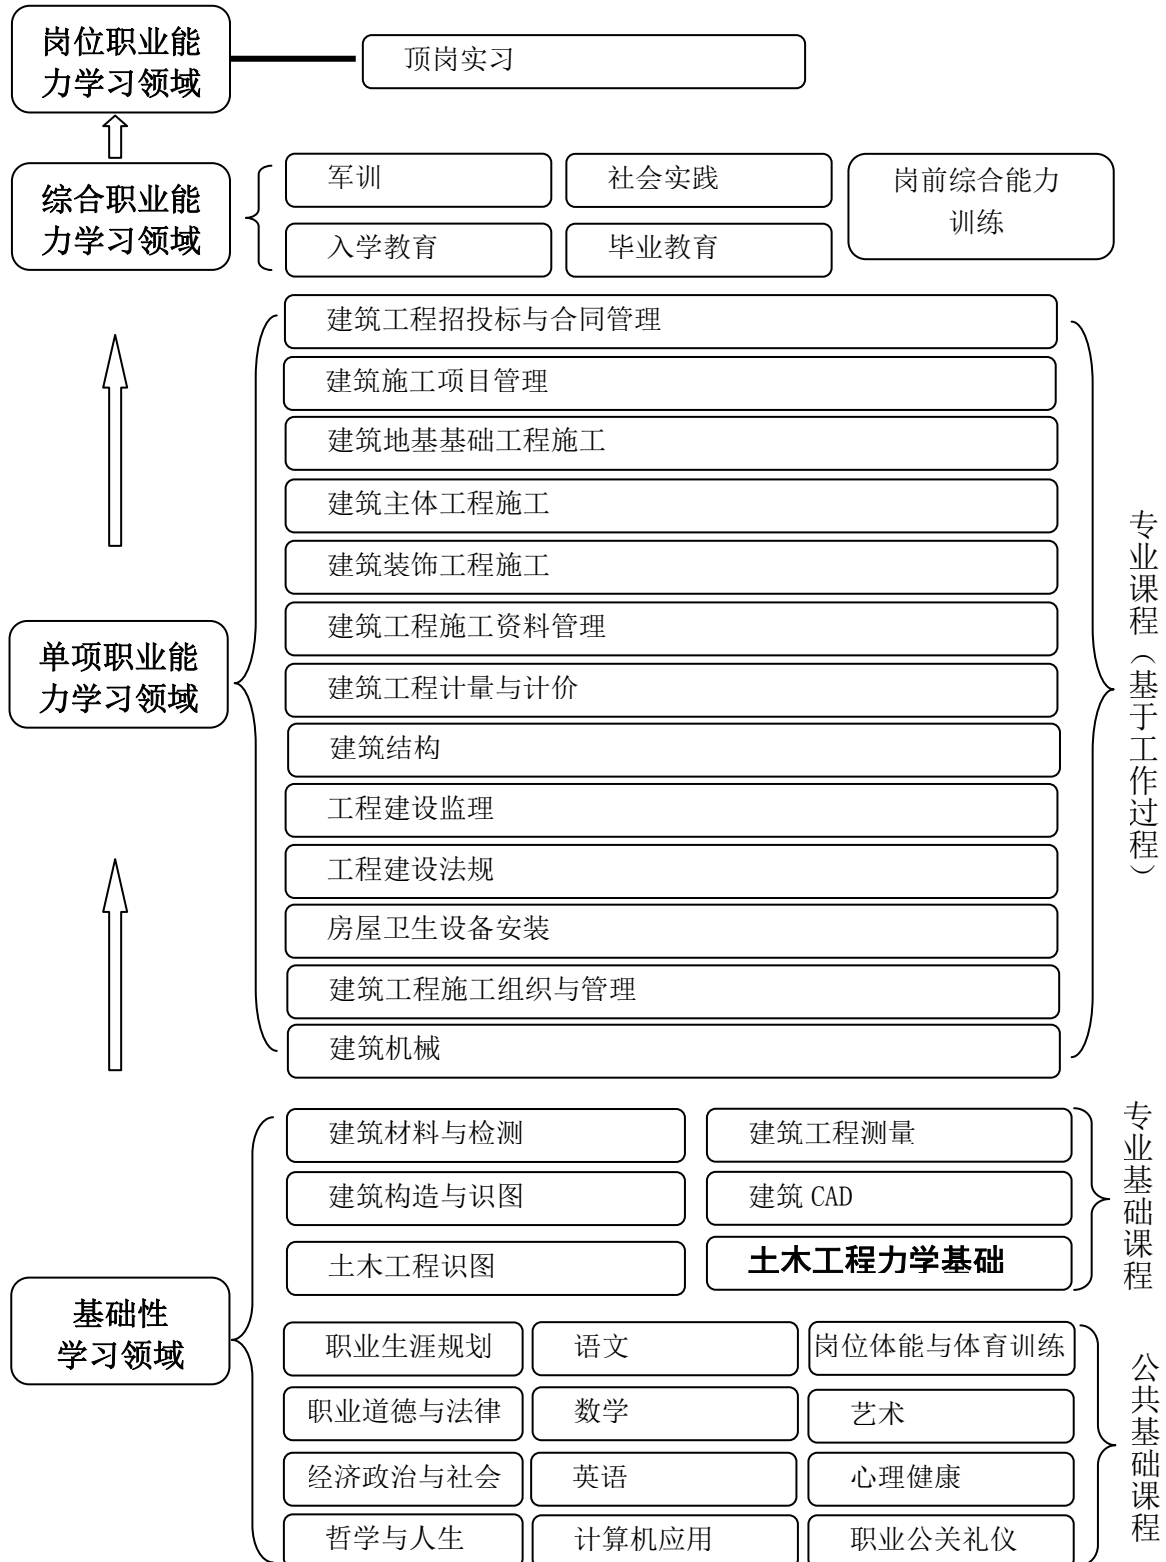 岗位职业能
力学习领域
顶岗实习
综合职业能
力学习领域
军训
社会实践
岗前综合能力
训练
入学教育
毕业教育
单项职业能
力学习领域
建筑工程招投标与合同管理
建筑施工项目管理
建筑地基基础工程施工
建筑主体工程施工
建筑装饰工程施工
建筑工程施工资料管理
建筑工程计量与计价
建筑结构
工程建设监理
工程建设法规
房屋卫生设备安装
建筑工程施工组织与管理
建筑机械
专业课程（基于工作过程）
基础性
学习领域
建筑材料与检测
建筑工程测量
建筑构造与识图
建筑 CAD
土木工程识图
土木工程力学基础
专业基础课程
职业生涯规划
语文
岗位体能与体育训练
职业道德与法律
数学
艺术
经济政治与社会
英语
心理健康
哲学与人生
计算机应用
职业公关礼仪
公共基础课程